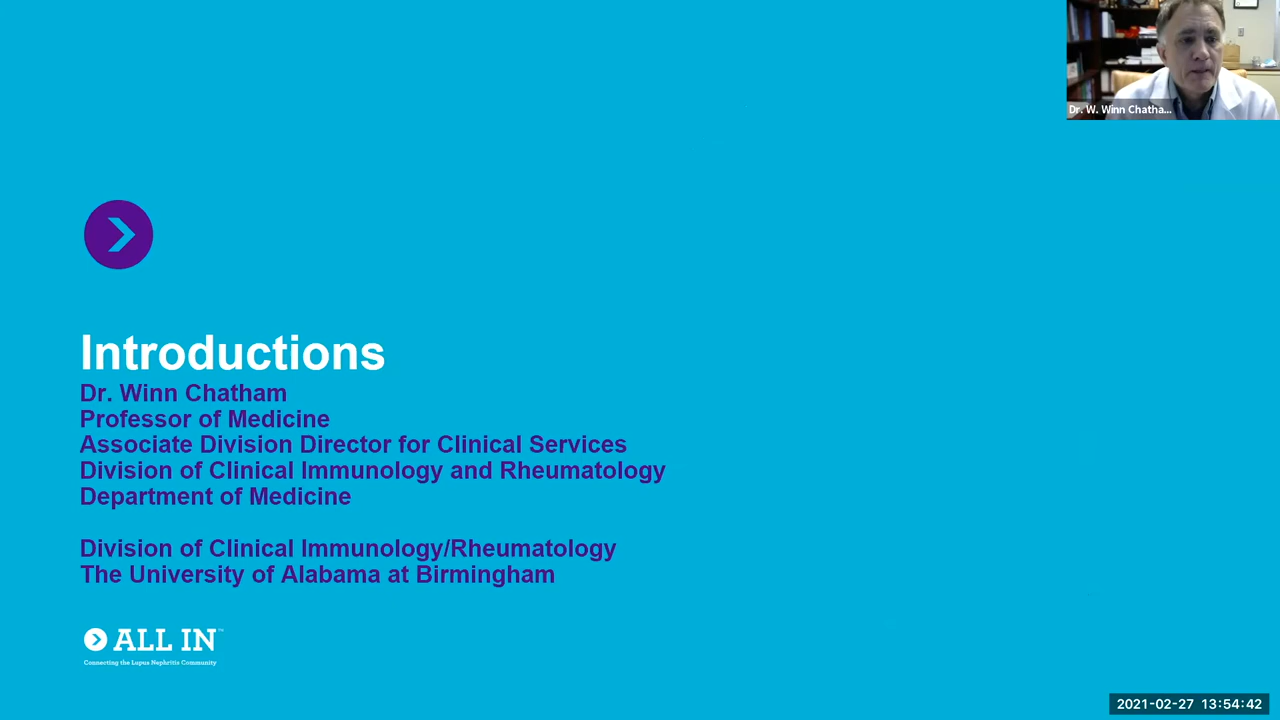 Dr. W. Winn Chatha...
Introductions
Dr. Winn Chatham
Professor of Medicine
Associate Division Director for Clinical Services
Division of Clinical Immunology and Rheumatology
Department of Medicine
Division of Clinical Immunology/Rheumatology
The University of Alabama at Birmingham
ALL IN™
Connecting the Lupus Nephritis Community
2021-02-27 13:54:42